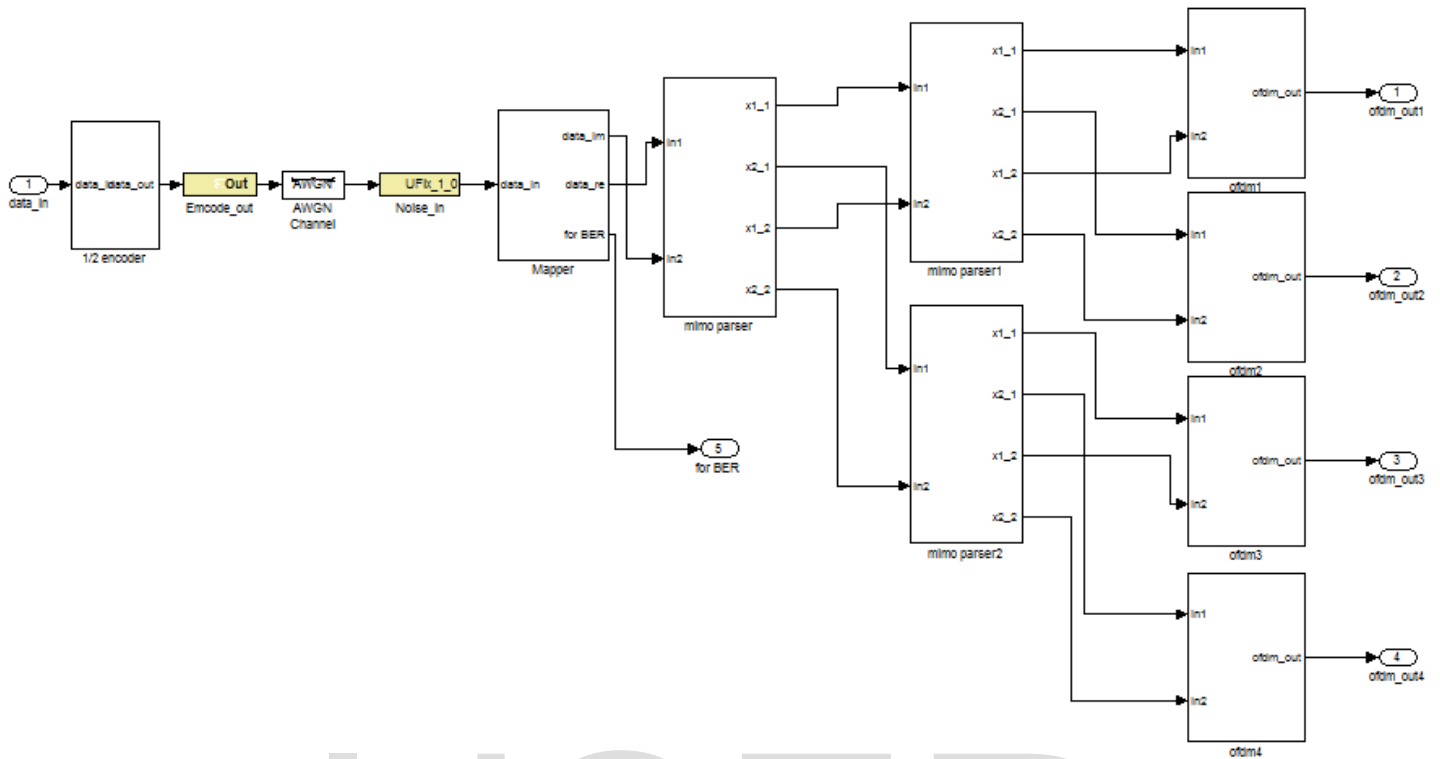 1
data_in
data_in data_out
1/2 encoder
Out
Emcode_out
AWGN
AWGN
Channel
UFix_1_0
Noise_in
data_in
data_im
data_re
for BER
Mapper
5
for BER
In1
In2
x1_1
x2_1
x1_2
x2_2
mimo parser
In1
In2
x1_1
x2_1
x1_2
x2_2
mimo parser1
In1
In2
x1_1
x2_1
x1_2
x2_2
mimo parser2
In1
In2
ofdm_out
ofdm1
1
ofdm_out1
In1
In2
ofdm_out
ofdm2
2
ofdm_out2
In1
In2
ofdm_out
ofdm3
3
ofdm_out3
In1
In2
ofdm_out
ofdm4
4
ofdm_out4